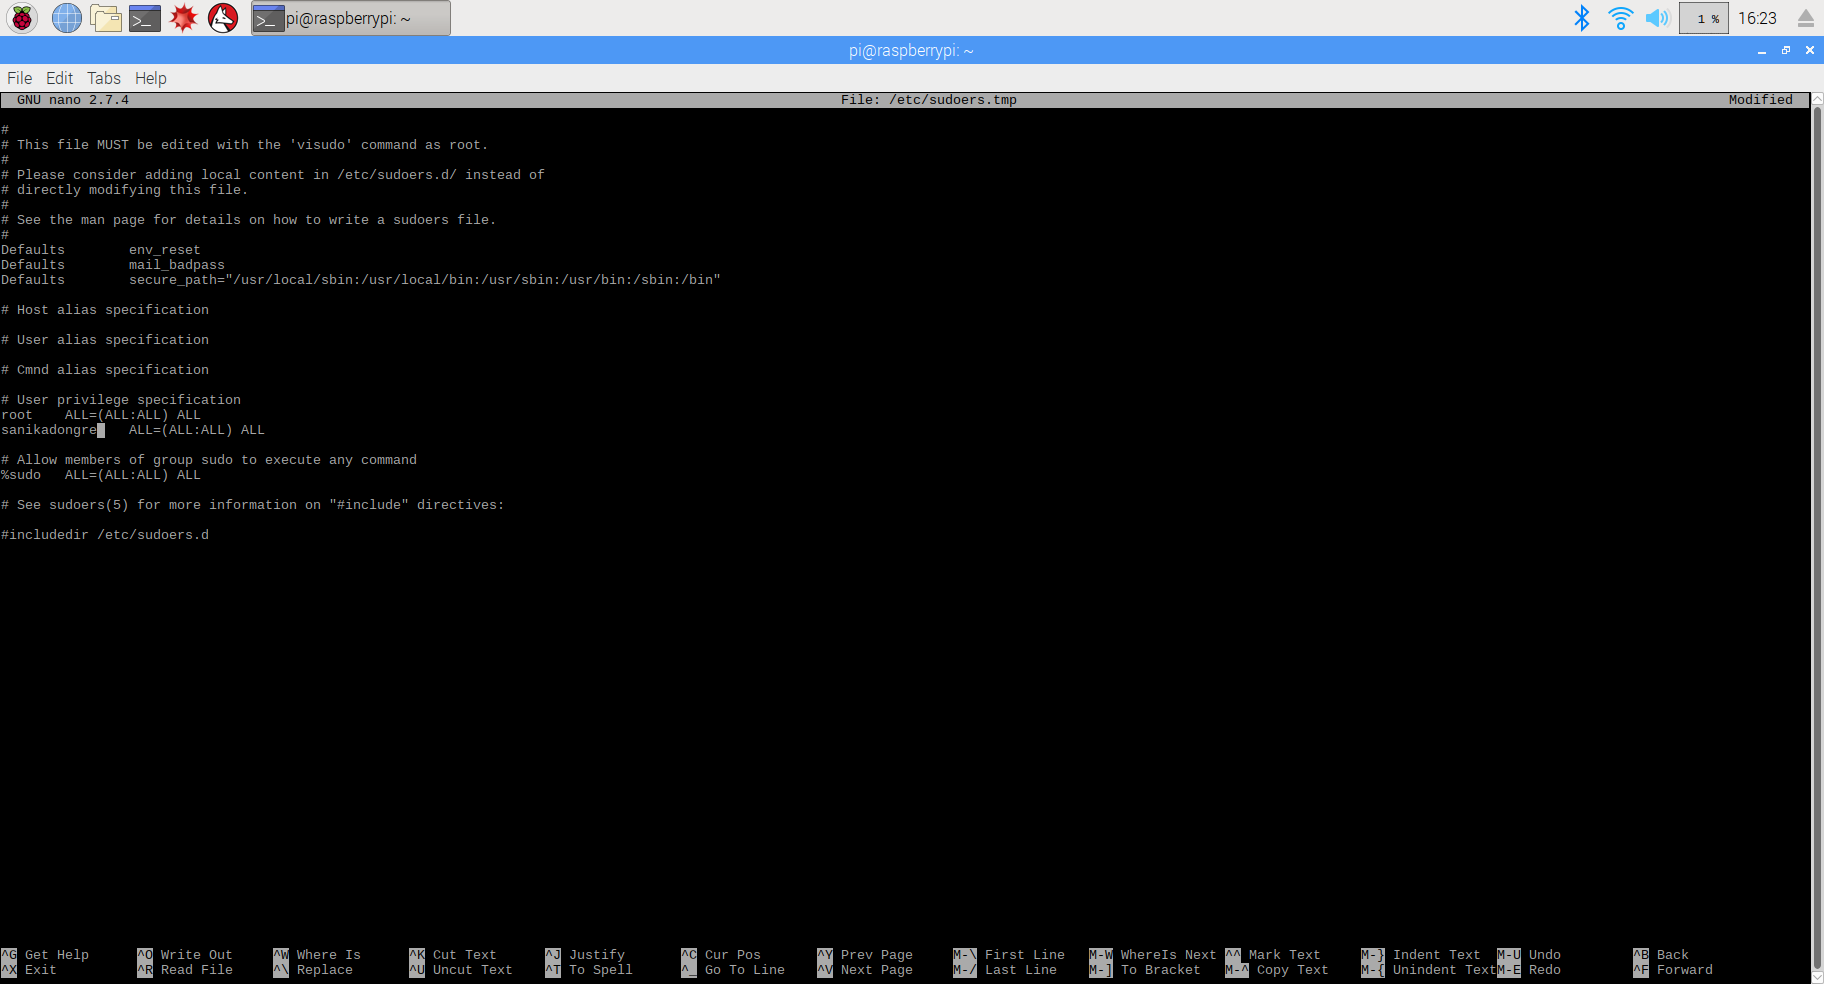 pi@raspberrypi: ~
1 %
16:23
pi@raspberrypi: ~
File Edit Tabs Help
GNU nano 2.7.4 File: /etc/sudoers.tmp Modified
#
# This file MUST be edited with the 'visudo' command as root.
#
# Please consider adding local content in /etc/sudoers.d/ instead of
# directly modifying this file.
#
# See the man page for details on how to write a sudoers file.
#
Defaults env_reset
Defaults mail_badpass
Defaults secure_path="/usr/local/sbin:/usr/local/bin:/usr/sbin:/usr/bin:/sbin:/bin"
# Host alias specification
# User alias specification
# Cmnd alias specification
# User privilege specification
root ALL=(ALL:ALL) ALL
sanikadongre ALL=(ALL:ALL) ALL
# Allow members of group sudo to execute any command
%sudo ALL=(ALL:ALL) ALL
# See sudoers(5) for more information on "#include" directives:
#includedir /etc/sudoers.d
^G Get Help ^O Write Out ^W Where Is ^K Cut Text ^J Justify ^C Cur Pos ^Y Prev Page M-\ First Line M-W WhereIs Next ^^ Mark Text M-} Indent Text M-U Undo ^B Back
^X Exit ^R Read File ^\ Replace ^U Uncut Text ^T To Spell ^_ Go To Line ^V Next Page M-/ Last Line M-] To Bracket M-^ Copy Text M-{ Unindent Text M-E Redo ^F Forward